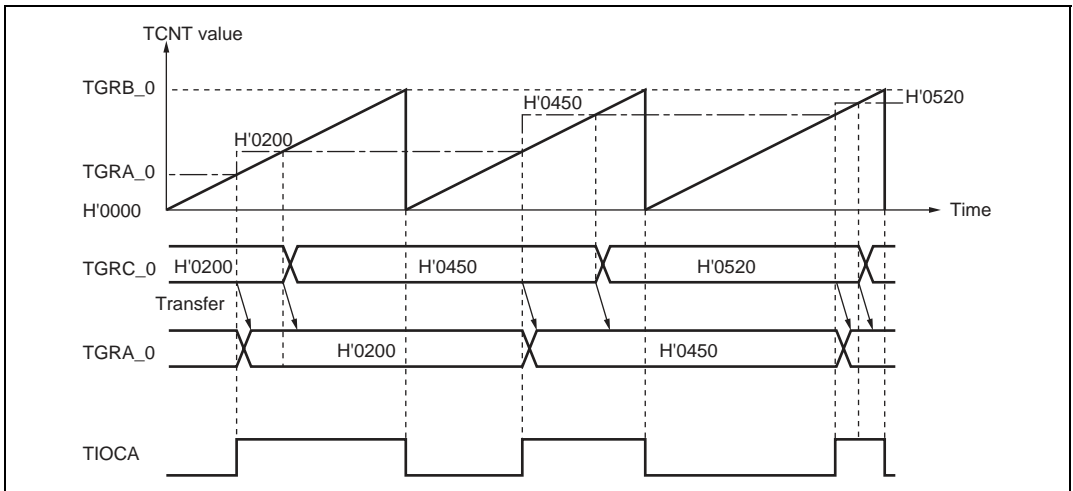 TCNT value
TGRB_0
H'0520
H'0450
H'0200
TGRA_0
H'0000
Time
TGRC_0
H'0200
H'0450
H'0520
Transfer
TGRA_0
H'0200
H'0450
TIOCA